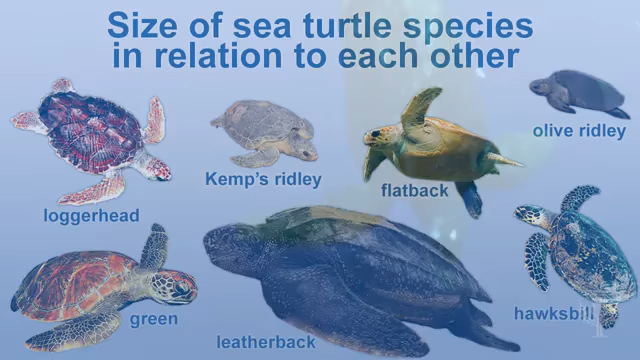 Size of sea turtle species
in relation to each other
olive ridley
Kemp's ridley
flatback
loggerhead
hawksbill
green
leatherback